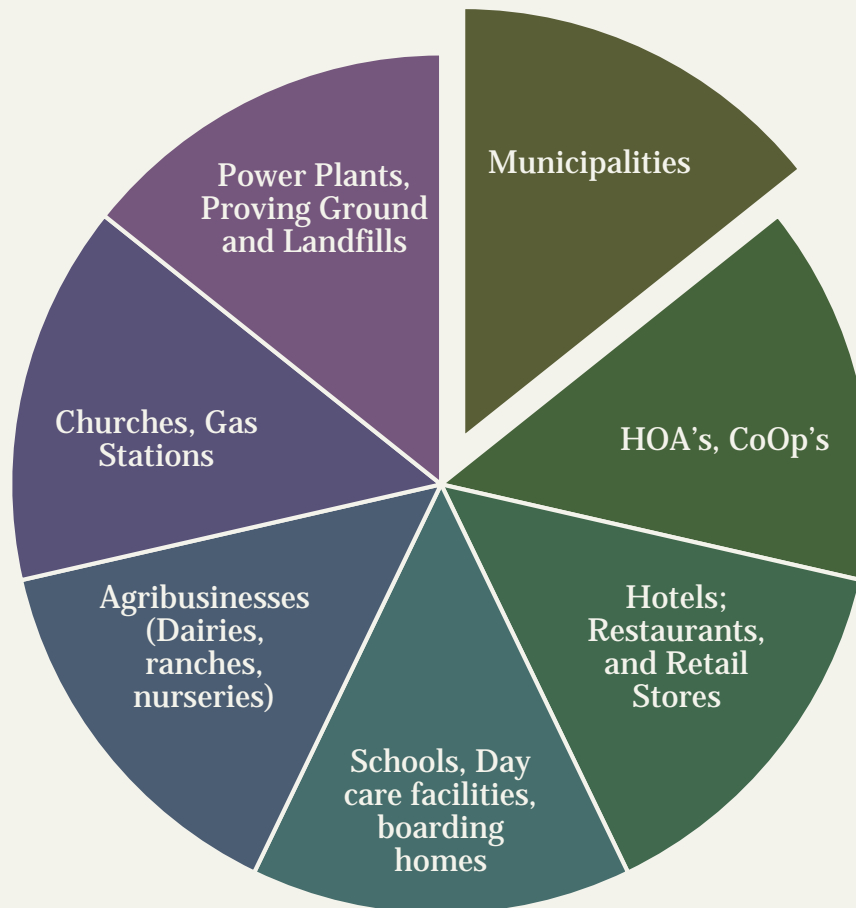 Municipalities
HOA’s, CoOp’s
Hotels;
Restaurants,
and Retail
Stores
Schools, Day
care facilities,
boarding
homes
Agribusinesses
(Dairies,
ranches,
nurseries)
Churches, Gas
Stations
Power Plants,
Proving Ground
and Landfills